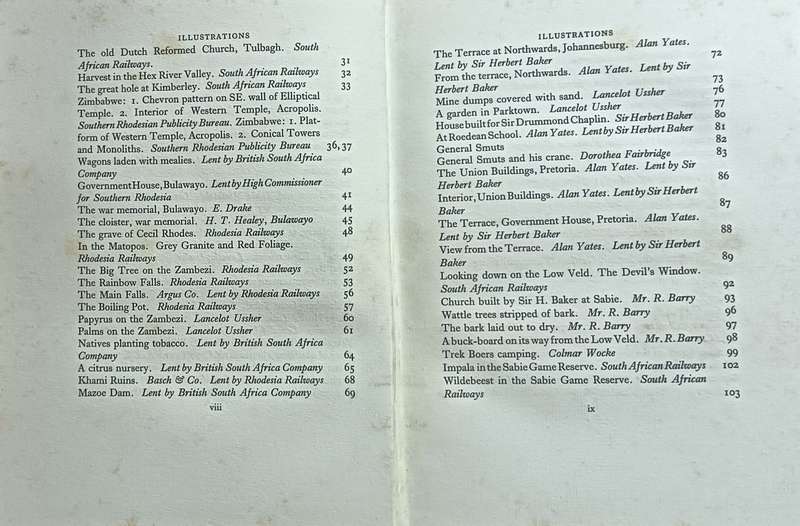 ILLUSTRATIONS
The old Dutch Reformed Church, Tulbagh. South
African Railways. 31
Harvest in the Hex River Valley. South African Railways 32
The great hole at Kimberley. South African Railways 33
Zimbabwe: 1. Chevron pattern on SE. wall of Elliptical
Temple. 2. Interior of Western Temple, Acropolis.
Southern Rhodesian Publicity Bureau. Zimbabwe: 1. Plat-
form of Western Temple, Acropolis. 2. Conical Towers
and Monoliths. Southern Rhodesian Publicity Bureau 36, 37
Wagons laden with mealies. Lent by British South Africa
Company 40
Government House, Bulawayo. Lent by High Commissioner
for Southern Rhodesia 41
The war memorial, Bulawayo. E. Drake 44
The cloister, war memorial. H. T. Healey, Bulawayo 45
The grave of Cecil Rhodes. Rhodesia Railways 48
In the Matopos. Grey Granite and Red Foliage.
Rhodesia Railways 49
The Big Tree on the Zambezi. Rhodesia Railways 52
The Rainbow Falls. Rhodesia Railways 53
The Main Falls. Argus Co. Lent by Rhodesia Railways 56
The Boiling Pot. Rhodesia Railways 57
Papyrus on the Zambezi. Lancelot Ussher 60
Palms on the Zambezi. Lancelot Ussher 61
Natives planting tobacco. Lent by British South Africa
Company 64
A citrus nursery. Lent by British South Africa Company 65
Khami Ruins. Basch & Co. Lent by Rhodesia Railways 68
Mazoe Dam. Lent by British South Africa Company 69
viii
ILLUSTRATIONS
The Terrace at Northwards, Johannesburg. Alan Yates.
Lent by Sir Herbert Baker 72
From the terrace, Northwards. Alan Yates. Lent by Sir
Herbert Baker 73
Mine dumps covered with sand. Lancelot Ussher 76
A garden in Parktown. Lancelot Ussher 77
House built for Sir Drummond Chaplin. Sir Herbert Baker 80
At Roedean School. Alan Yates. Lent by Sir Herbert Baker 81
General Smuts 82
General Smuts and his crane. Dorothea Fairbridge 83
The Union Buildings, Pretoria. Alan Yates. Lent by Sir
Herbert Baker 86
Interior, Union Buildings. Alan Yates. Lent by Sir Herbert
Baker 87
The Terrace, Government House, Pretoria. Alan Yates.
Lent by Sir Herbert Baker 88
View from the Terrace. Alan Yates. Lent by Sir Herbert
Baker 89
Looking down on the Low Veld. The Devil's Window.
South African Railways 92
Church built by Sir H. Baker at Sabie. Mr. R. Barry 93
Wattle trees stripped of bark. Mr. R. Barry 96
The bark laid out to dry. Mr. R. Barry 97
A buck-board on its way from the Low Veld. Mr. R. Barry 98
Trek Boers camping. Colmar Wocke 99
Impala in the Sabie Game Reserve. South African Railways 102
Wildebeest in the Sabie Game Reserve. South African
Railways 103
ix